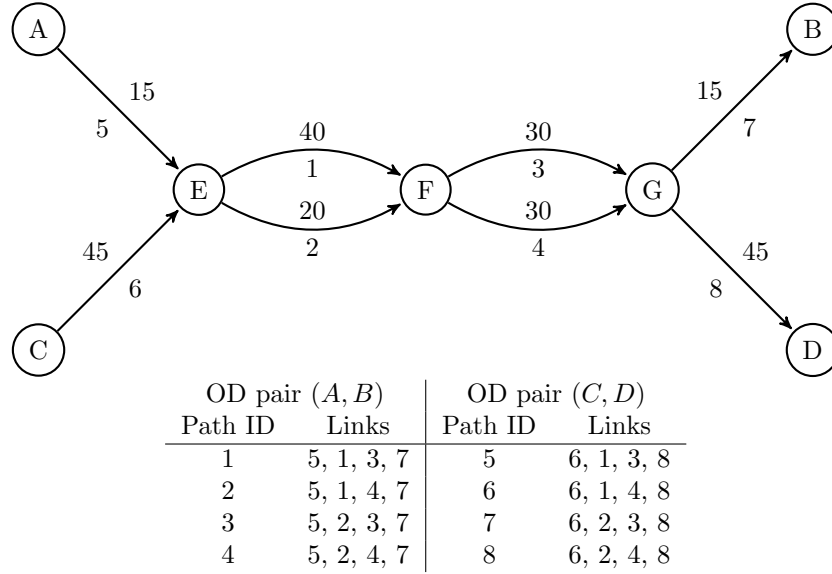 A
B
15
15
5
7
40
30
1
3
E
F
G
20
30
2
4
45
45
6
8
C
D
OD pair (A, B) OD pair (C, D)
Path ID Links Path ID Links
1 5, 1, 3, 7 5 6, 1, 3, 8
2 5, 1, 4, 7 6 6, 1, 4, 8
3 5, 2, 3, 7 7 6, 2, 3, 8
4 5, 2, 4, 7 8 6, 2, 4, 8